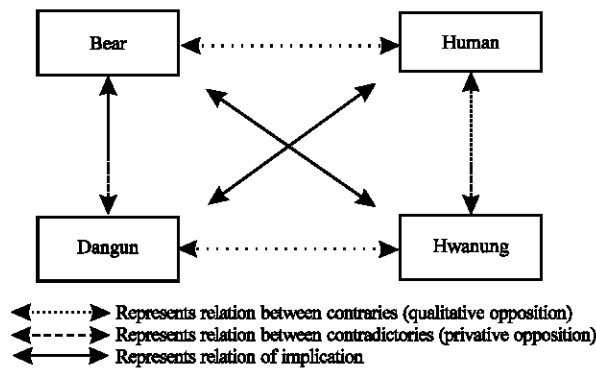 Bear
Human
Dangun
Hwanung
Represents relation between contraries (qualitative opposition)
Represents relation between contradictories (privative opposition)
Represents relation of implication